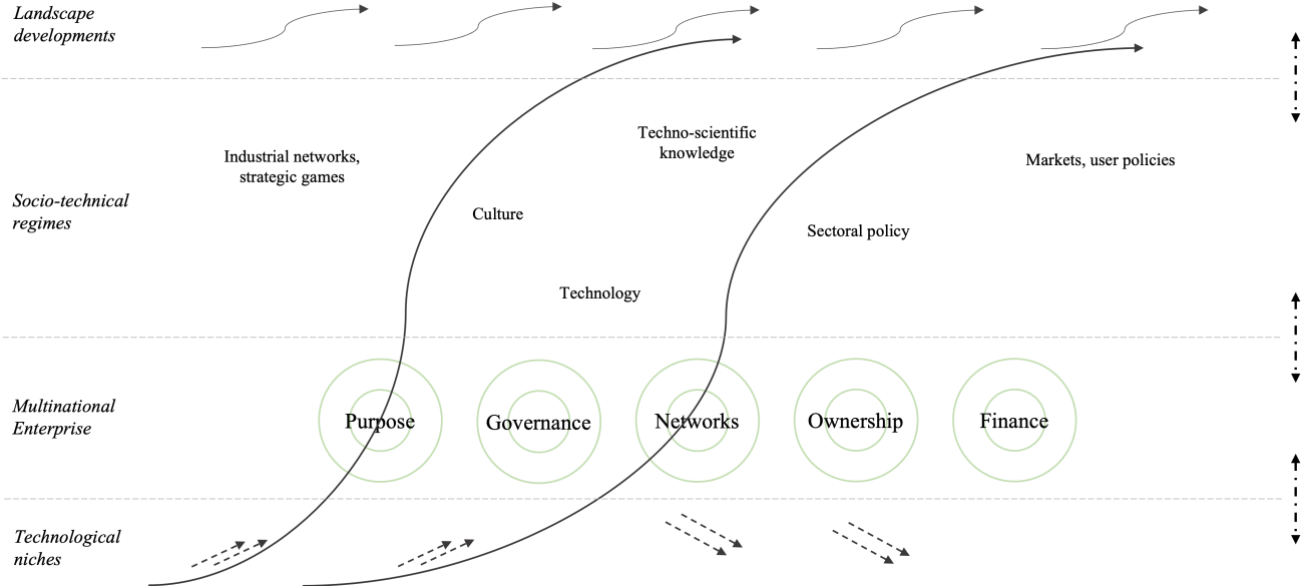 Landscape
developments
Techno-scientific
knowledge
Industrial networks,
strategic games
Markets, user policies
Socio-technical
regimes
Culture
Sectoral policy
Technology
Multinational
Enterprise
Purpose
Governance
Networks
Ownership
Finance
Technological
niches